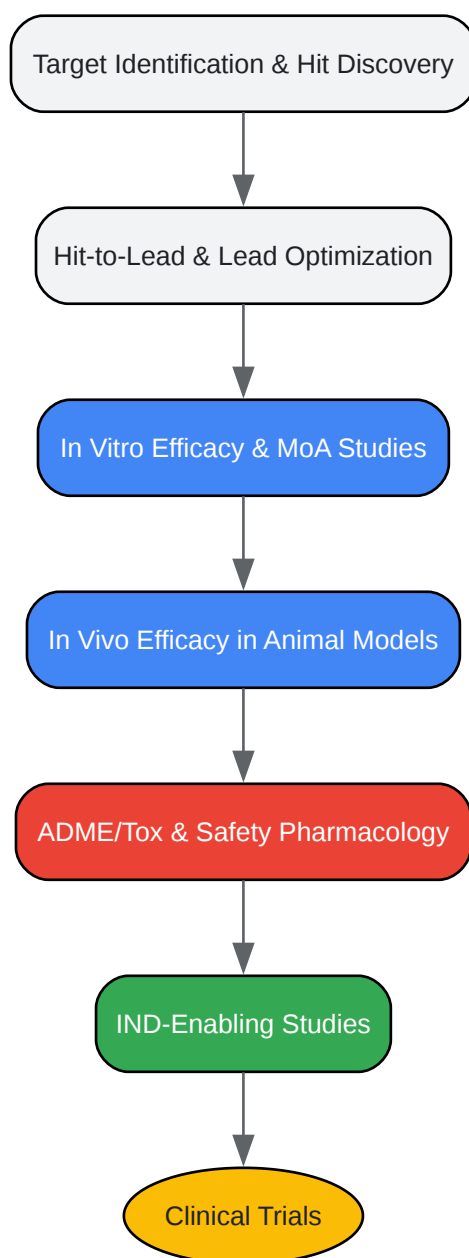 Target Identification & Hit Discovery
Hit-to-Lead & Lead Optimization
In Vitro Efficacy & MoA Studies
In Vivo Efficacy in Animal Models
ADME/Tox & Safety Pharmacology
IND-Enabling Studies
Clinical Trials